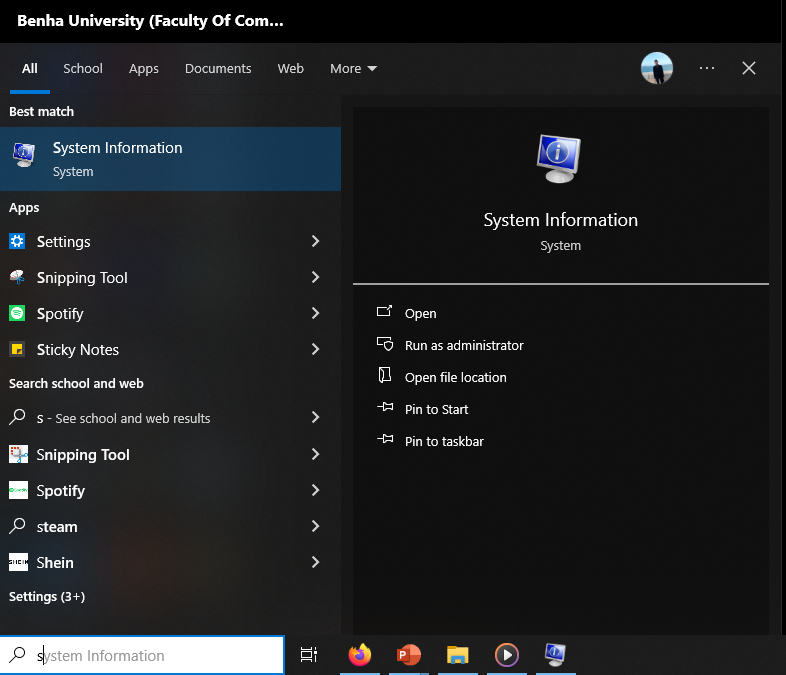 Benha University (Faculty Of Com...
All School Apps Documents Web More
Best match
System Information
System
Apps
Settings
Snipping Tool
Spotify
Sticky Notes
Search school and web
s - See school and web results
Snipping Tool
Spotify
steam
Shein
Settings (3+)
System Information
System
Open
Run as administrator
Open file location
Pin to Start
Pin to taskbar
system Information